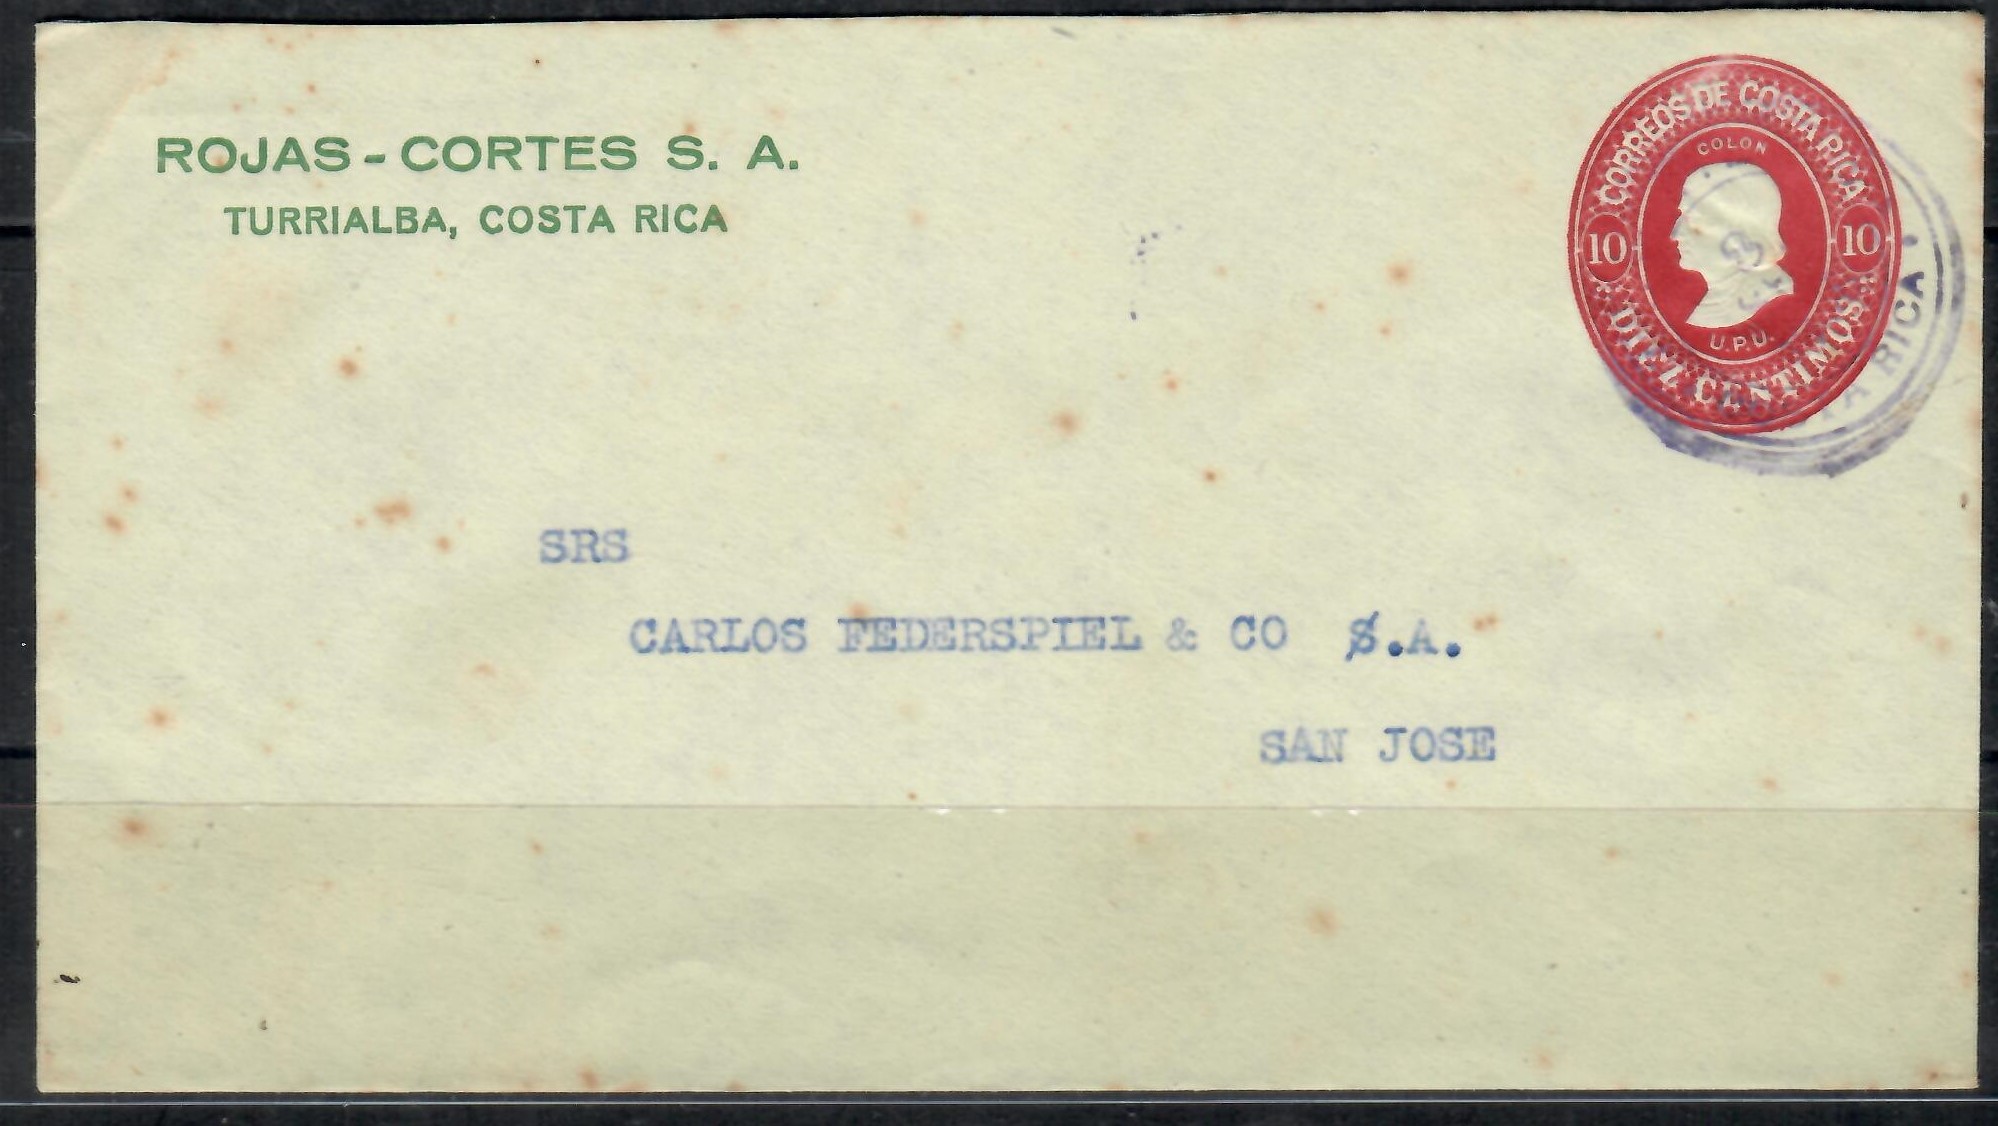 ROJAS - CORTES S. A.
TURRIALBA, COSTA RICA
CORREOS DE COSTA RICA
COLON
10 10
U.P.U.
DIEZ CENTIMOS
RICA
SRS
CARLOS FEDERSPIEL & CO S.A.
SAN JOSE